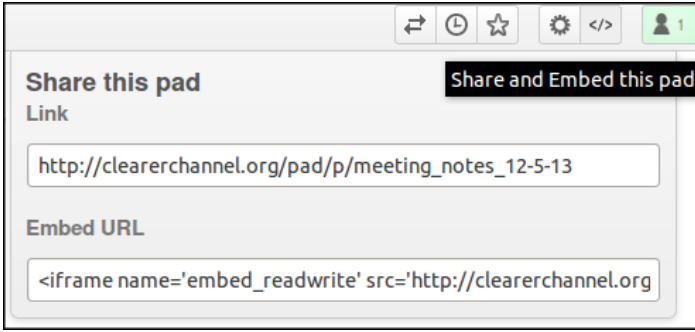 </> 1
Share and Embed this pad
Share this pad
Link
http://clearerchannel.org/pad/p/meeting_notes_12-5-13
Embed URL
<iframe name='embed_readwrite' src='http://clearerchannel.org